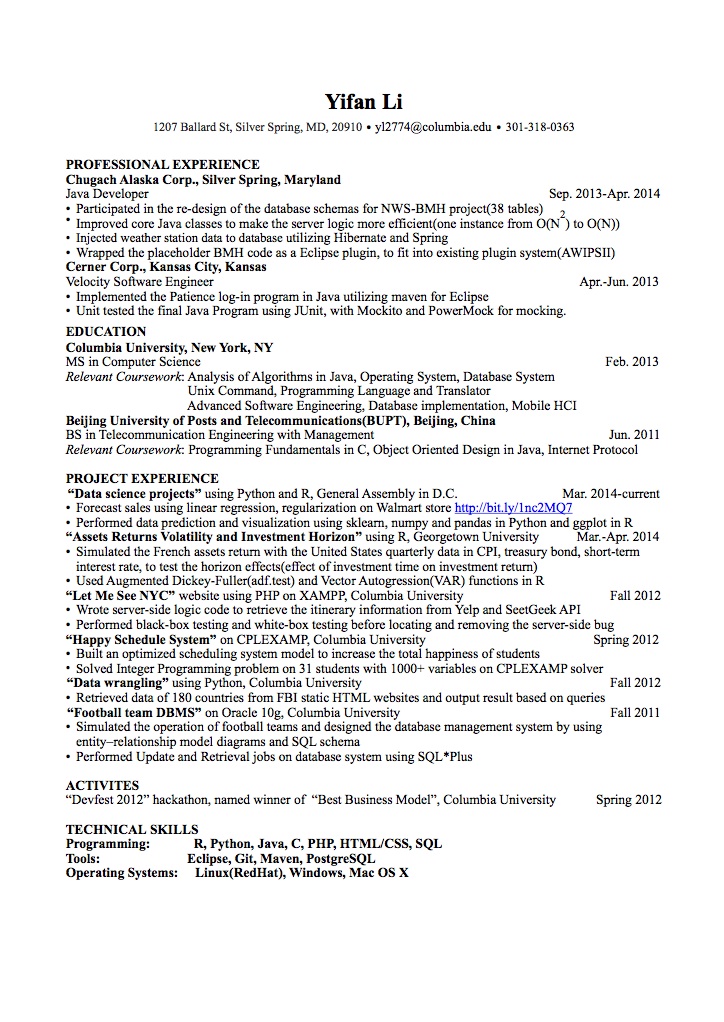 Yifan Li
1207 Ballard St, Silver Spring, MD, 20910 • yl2774@columbia.edu • 301-318-0363
PROFESSIONAL EXPERIENCE
Chugach Alaska Corp., Silver Spring, Maryland
Java Developer Sep. 2013-Apr. 2014
• Participated in the re-design of the database schemas for NWS-BMH project(38 tables)
• Improved core Java classes to make the server logic more efficient(one instance from O(N²) to O(N))
• Injected weather station data to database utilizing Hibernate and Spring
• Wrapped the placeholder BMH code as a Eclipse plugin, to fit into existing plugin system(AWIPSII)
Cerner Corp., Kansas City, Kansas
Velocity Software Engineer Apr.-Jun. 2013
• Implemented the Patience log-in program in Java utilizing maven for Eclipse
• Unit tested the final Java Program using JUnit, with Mockito and PowerMock for mocking.
EDUCATION
Columbia University, New York, NY
MS in Computer Science Feb. 2013
Relevant Coursework: Analysis of Algorithms in Java, Operating System, Database System
Unix Command, Programming Language and Translator
Advanced Software Engineering, Database implementation, Mobile HCI
Beijing University of Posts and Telecommunications(BUPT), Beijing, China
BS in Telecommunication Engineering with Management Jun. 2011
Relevant Coursework: Programming Fundamentals in C, Object Oriented Design in Java, Internet Protocol
PROJECT EXPERIENCE
“Data science projects” using Python and R, General Assembly in D.C. Mar. 2014-current
• Forecast sales using linear regression, regularization on Walmart store http://bit.ly/1nc2MQ7
• Performed data prediction and visualization using sklearn, numpy and pandas in Python and ggplot in R
“Assets Returns Volatility and Investment Horizon” using R, Georgetown University Mar.-Apr. 2014
• Simulated the French assets return with the United States quarterly data in CPI, treasury bond, short-term
interest rate, to test the horizon effects(effect of investment time on investment return)
• Used Augmented Dickey-Fuller(adf.test) and Vector Autogression(VAR) functions in R
“Let Me See NYC” website using PHP on XAMPP, Columbia University Fall 2012
• Wrote server-side logic code to retrieve the itinerary information from Yelp and SeetGeek API
• Performed black-box testing and white-box testing before locating and removing the server-side bug
“Happy Schedule System” on CPLEXAMP, Columbia University Spring 2012
• Built an optimized scheduling system model to increase the total happiness of students
• Solved Integer Programming problem on 31 students with 1000+ variables on CPLEXAMP solver
“Data wrangling” using Python, Columbia University Fall 2012
• Retrieved data of 180 countries from FBI static HTML websites and output result based on queries
“Football team DBMS” on Oracle 10g, Columbia University Fall 2011
• Simulated the operation of football teams and designed the database management system by using
entity–relationship model diagrams and SQL schema
• Performed Update and Retrieval jobs on database system using SQL*Plus
ACTIVITES
“Devfest 2012” hackathon, named winner of “Best Business Model”, Columbia University Spring 2012
TECHNICAL SKILLS
Programming: R, Python, Java, C, PHP, HTML/CSS, SQL
Tools: Eclipse, Git, Maven, PostgreSQL
Operating Systems: Linux(RedHat), Windows, Mac OS X